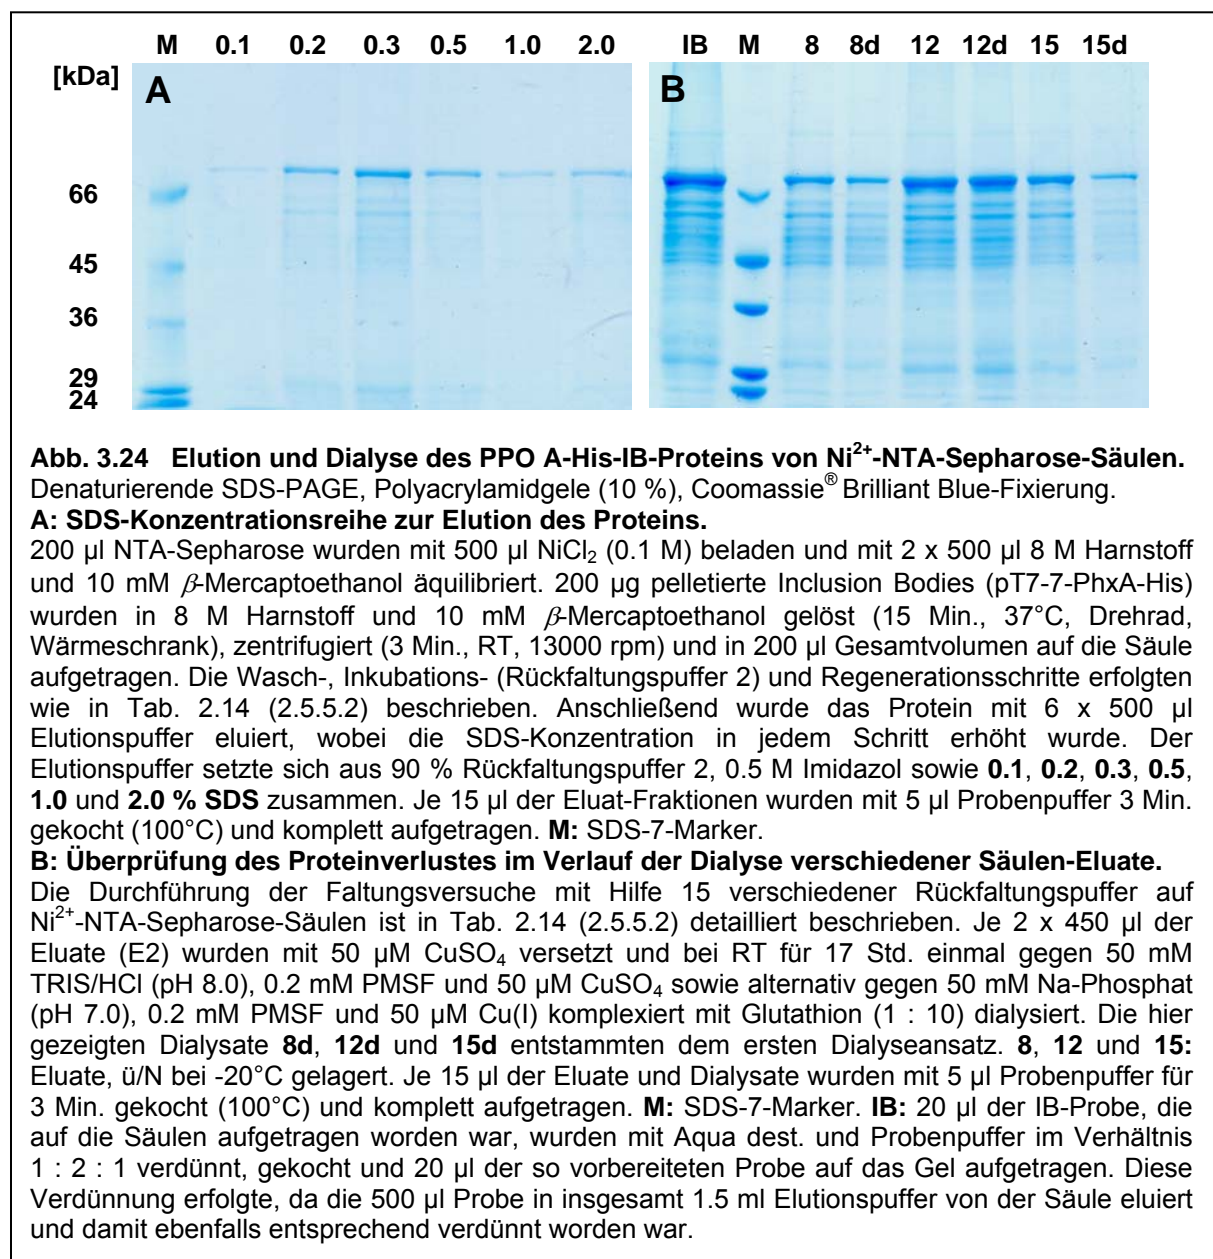 M 0.1 0.2 0.3 0.5 1.0 2.0 IB M 8 8d 12 12d 15 15d
[kDa] A B
66
45
36
29
24
Abb. 3.24 Elution und Dialyse des PPO A-His-IB-Proteins von Ni²⁺-NTA-Sepharose-Säulen.
Denaturierende SDS-PAGE, Polyacrylamidgele (10 %), Coomassie® Brilliant Blue-Fixierung.
A: SDS-Konzentrationsreihe zur Elution des Proteins.
200 µl NTA-Sepharose wurden mit 500 µl NiCl₂ (0.1 M) beladen und mit 2 x 500 µl 8 M Harnstoff
und 10 mM β-Mercaptoethanol äquilibriert. 200 µg pelletierte Inclusion Bodies (pT7-7-PhxA-His)
wurden in 8 M Harnstoff und 10 mM β-Mercaptoethanol gelöst (15 Min., 37°C, Drehrad,
Wärmeschrank), zentrifugiert (3 Min., RT, 13000 rpm) und in 200 µl Gesamtvolumen auf die Säule
aufgetragen. Die Wasch-, Inkubations- (Rückfaltungspuffer 2) und Regenerationsschritte erfolgten
wie in Tab. 2.14 (2.5.5.2) beschrieben. Anschließend wurde das Protein mit 6 x 500 µl
Elutionspuffer eluiert, wobei die SDS-Konzentration in jedem Schritt erhöht wurde. Der
Elutionspuffer setzte sich aus 90 % Rückfaltungspuffer 2, 0.5 M Imidazol sowie 0.1, 0.2, 0.3, 0.5,
1.0 und 2.0 % SDS zusammen. Je 15 µl der Eluat-Fraktionen wurden mit 5 µl Probenpuffer 3 Min.
gekocht (100°C) und komplett aufgetragen. M: SDS-7-Marker.
B: Überprüfung des Proteinverlustes im Verlauf der Dialyse verschiedener Säulen-Eluate.
Die Durchführung der Faltungsversuche mit Hilfe 15 verschiedener Rückfaltungspuffer auf
Ni²⁺-NTA-Sepharose-Säulen ist in Tab. 2.14 (2.5.5.2) detailliert beschrieben. Je 2 x 450 µl der
Eluate (E2) wurden mit 50 µM CuSO₄ versetzt und bei RT für 17 Std. einmal gegen 50 mM
TRIS/HCl (pH 8.0), 0.2 mM PMSF und 50 µM CuSO₄ sowie alternativ gegen 50 mM Na-Phosphat
(pH 7.0), 0.2 mM PMSF und 50 µM Cu(I) komplexiert mit Glutathion (1 : 10) dialysiert. Die hier
gezeigten Dialysate 8d, 12d und 15d entstammten dem ersten Dialyseansatz. 8, 12 und 15:
Eluate, ü/N bei -20°C gelagert. Je 15 µl der Eluate und Dialysate wurden mit 5 µl Probenpuffer für
3 Min. gekocht (100°C) und komplett aufgetragen. M: SDS-7-Marker. IB: 20 µl der IB-Probe, die
auf die Säulen aufgetragen worden war, wurden mit Aqua dest. und Probenpuffer im Verhältnis
1 : 2 : 1 verdünnt, gekocht und 20 µl der so vorbereiteten Probe auf das Gel aufgetragen. Diese
Verdünnung erfolgte, da die 500 µl Probe in insgesamt 1.5 ml Elutionspuffer von der Säule eluiert
und damit ebenfalls entsprechend verdünnt worden war.